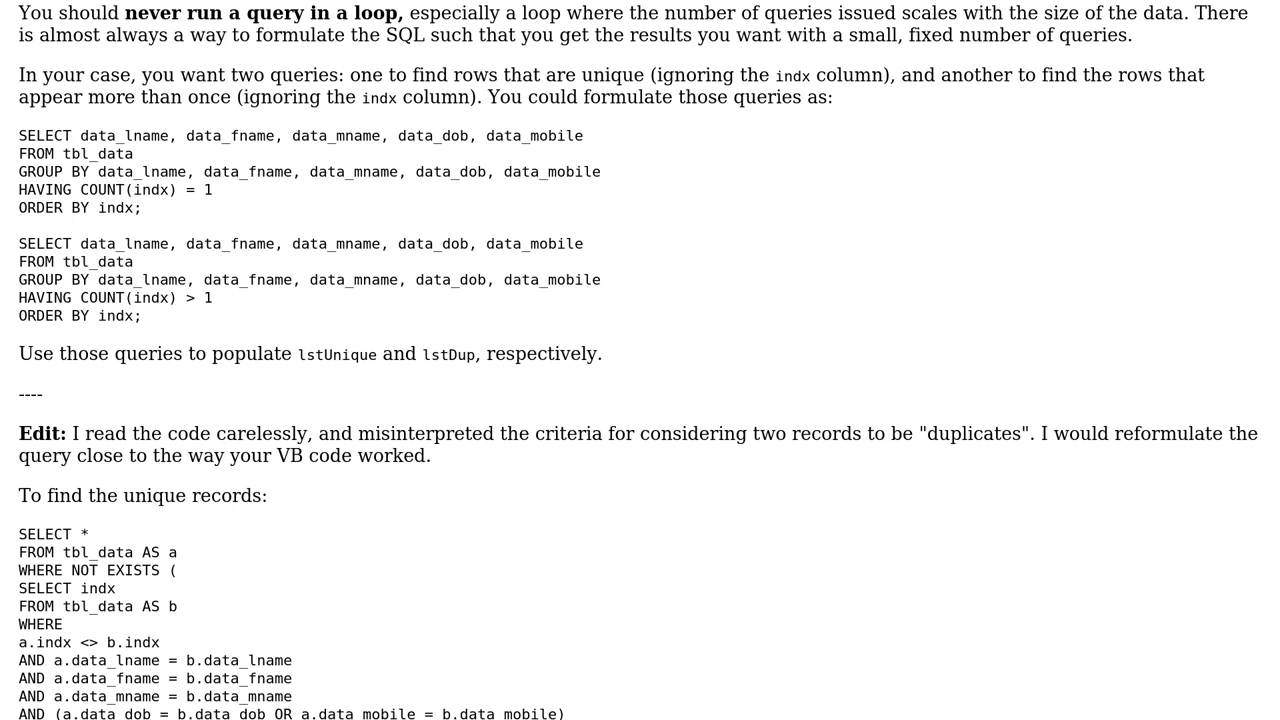 You should never run a query in a loop, especially a loop where the number of queries issued scales with the size of the data. There
is almost always a way to formulate the SQL such that you get the results you want with a small, fixed number of queries.
In your case, you want two queries: one to find rows that are unique (ignoring the indx column), and another to find the rows that
appear more than once (ignoring the indx column). You could formulate those queries as:
SELECT data_lname, data_fname, data_mname, data_dob, data_mobile
FROM tbl_data
GROUP BY data_lname, data_fname, data_mname, data_dob, data_mobile
HAVING COUNT(indx) = 1
ORDER BY indx;
SELECT data_lname, data_fname, data_mname, data_dob, data_mobile
FROM tbl_data
GROUP BY data_lname, data_fname, data_mname, data_dob, data_mobile
HAVING COUNT(indx) > 1
ORDER BY indx;
Use those queries to populate lstUnique and lstDup, respectively.
----
Edit: I read the code carelessly, and misinterpreted the criteria for considering two records to be "duplicates". I would reformulate the
query close to the way your VB code worked.
To find the unique records:
SELECT *
FROM tbl_data AS a
WHERE NOT EXISTS (
SELECT indx
FROM tbl_data AS b
WHERE
a.indx <> b.indx
AND a.data_lname = b.data_lname
AND a.data_fname = b.data_fname
AND a.data_mname = b.data_mname
AND (a.data_dob = b.data_dob OR a.data_mobile = b.data_mobile)